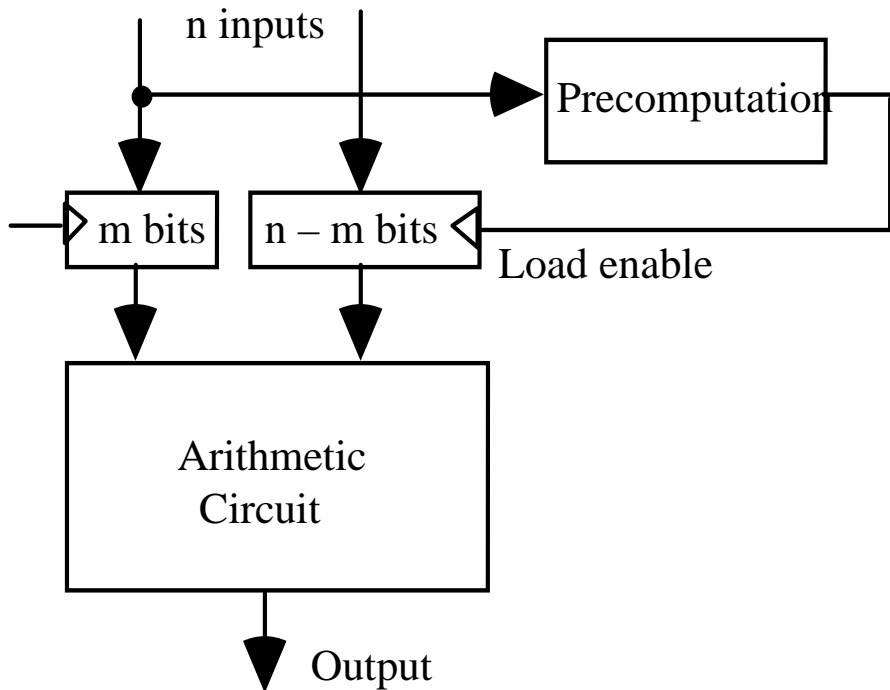 n inputs
Precomputation
m bits
n – m bits
Load enable
Arithmetic
Circuit
Output